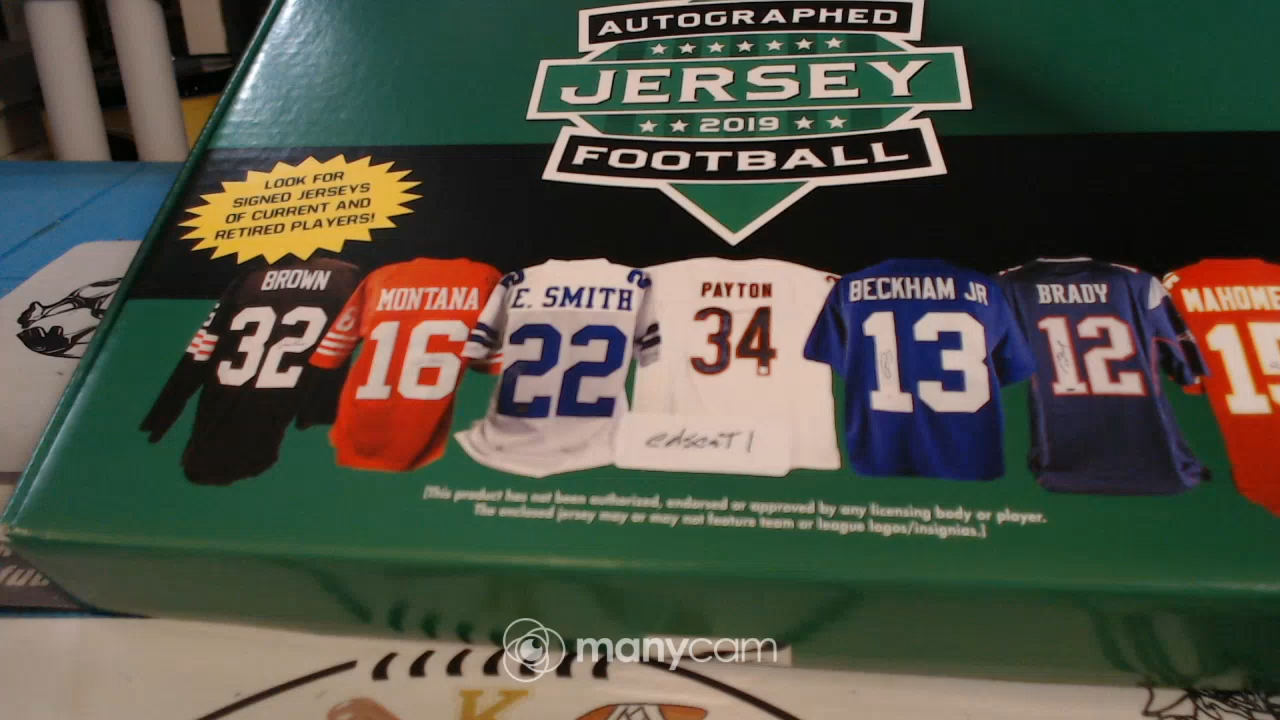 AUTOGRAPHED
JERSEY
2019
FOOTBALL
LOOK FOR
SIGNED JERSEYS
OF CURRENT AND
RETIRED PLAYERS!
BROWN
32
MONTANA
16
E. SMITH
22
PAYTON
34
BECKHAM JR
13
BRADY
12
MAHOME
15
edscat1
[This product has not been authorized, endorsed or approved by any licensing body or player.
The enclosed jersey may or may not feature team or league logos/insignias.]
manycam
K